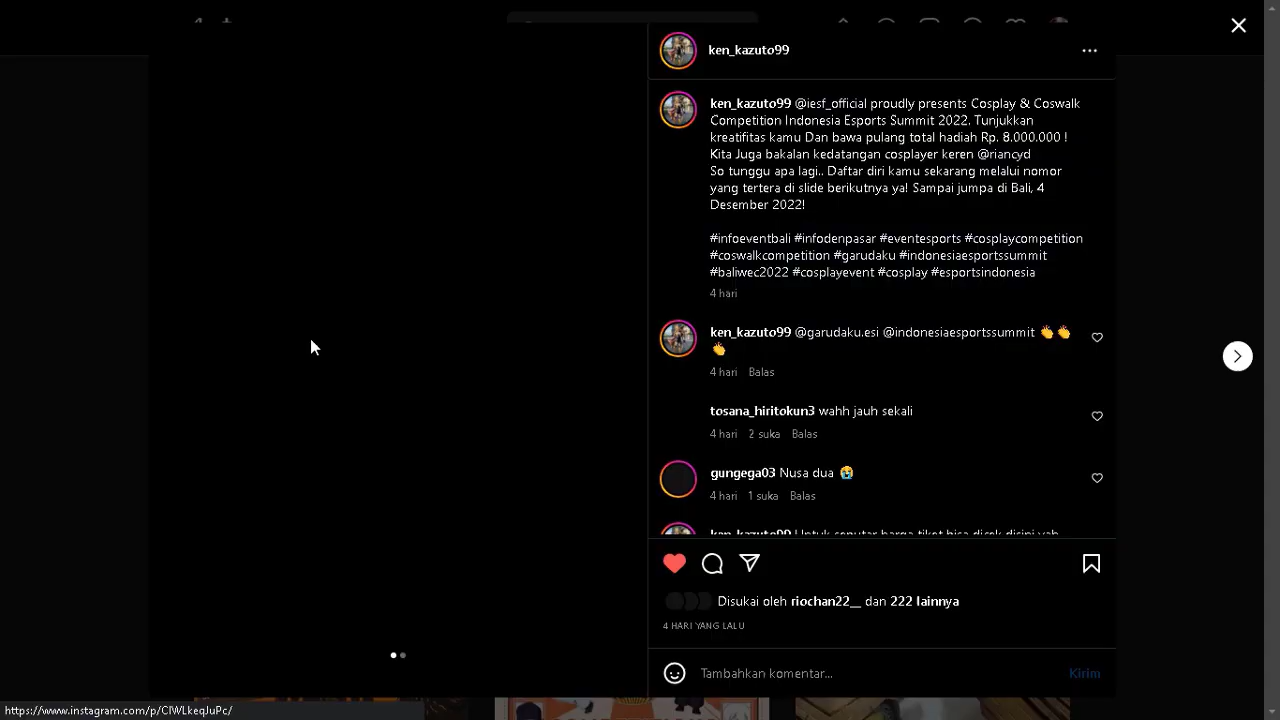 ken_kazuto99
ken_kazuto99 @iesf_official proudly presents Cosplay & Coswalk
Competition Indonesia Esports Summit 2022. Tunjukkan
kreatifitas kamu Dan bawa pulang total hadiah Rp. 8.000.000 !
Kita Juga bakalan kedatangan cosplayer keren @riancyd
So tunggu apa lagi.. Daftar diri kamu sekarang melalui nomor
yang tertera di slide berikutnya ya! Sampai jumpa di Bali, 4
Desember 2022!
#infoeventbali #infodenpasar #eventesports #cosplaycompetition
#coswalkcompetition #garudaku #indonesiaesportssummit
#baliwec2022 #cosplayevent #cosplay #esportsindonesia
4 hari
ken_kazuto99 @garudaku.esi @indonesiaesportssummit 👏👏
👏
4 hari Balas
tosana_hiritokun3 wahh jauh sekali
4 hari 2 suka Balas
gungega03 Nusa dua 😭
4 hari 1 suka Balas
ken_kazuto99 Untuk seputar harga tiket bisa dicek disini yah
Disukai oleh riochan22__ dan 222 lainnya
4 HARI YANG LALU
Tambahkan komentar... Kirim
https://www.instagram.com/p/ClWLkeqJuPc/